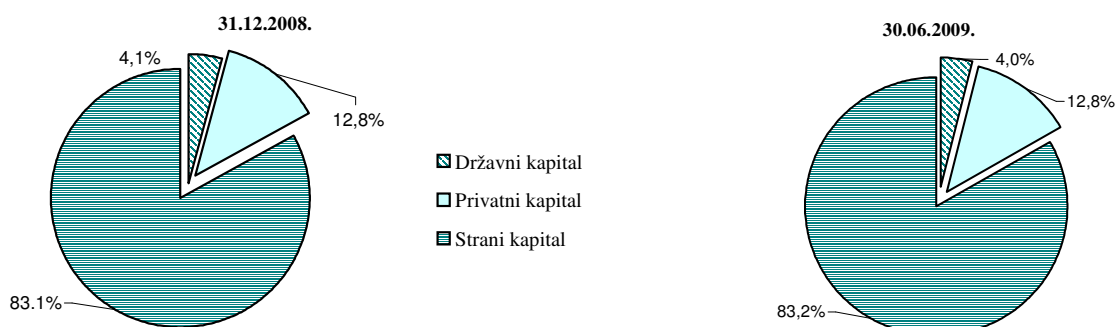 31.12.2008.
4,1%
12,8%
83.1%
Državni kapital
Privatni kapital
Strani kapital
30.06.2009.
4,0%
12,8%
83,2%